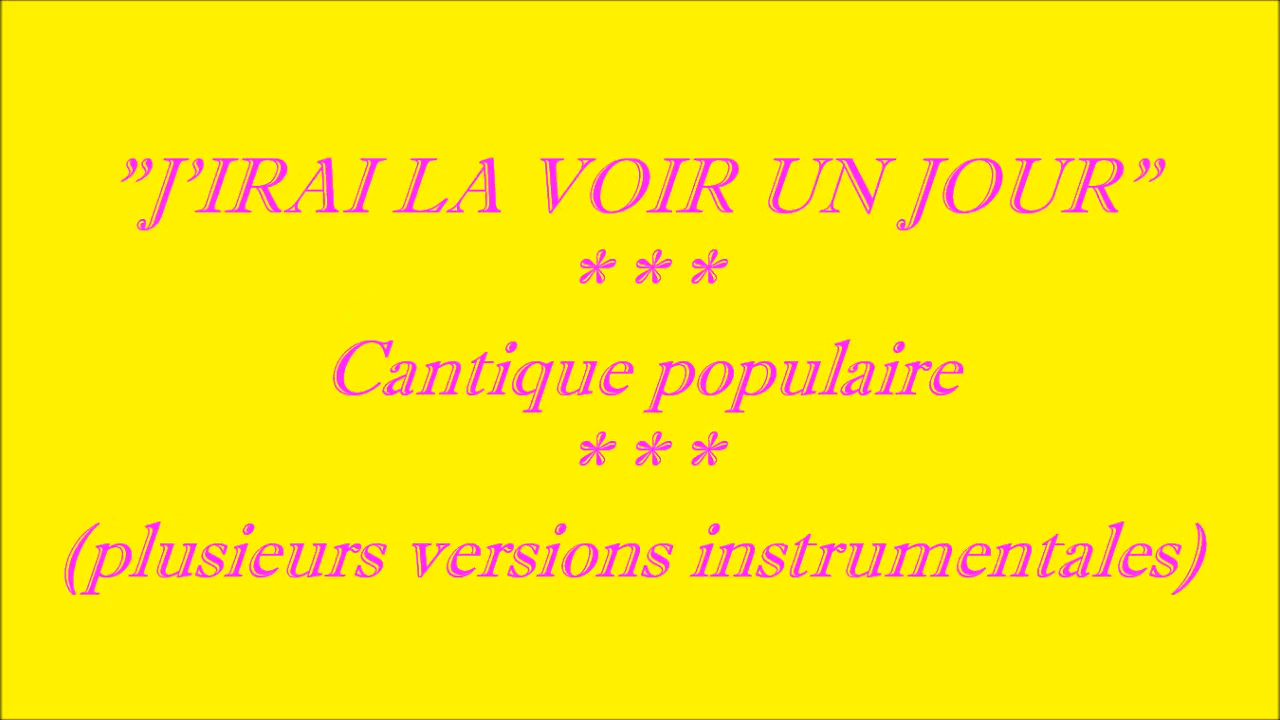 ”J’IRAI LA VOIR UN JOUR”
* * *
Cantique populaire
* * *
(plusieurs versions instrumentales)